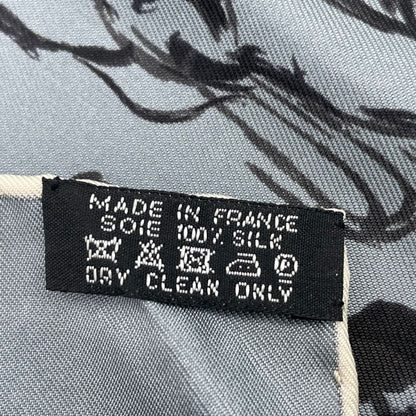 MADE IN FRANCE
SOIE 100% SILK
DRY CLEAN ONLY